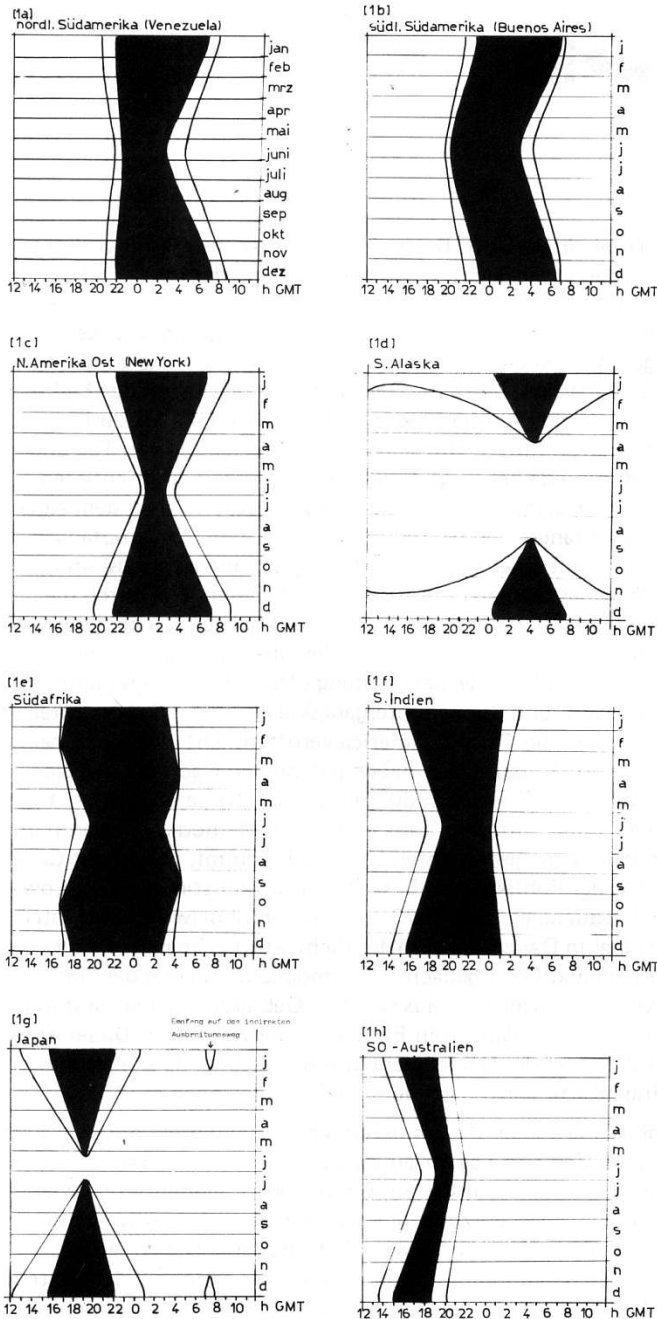 [1a]
nördl. Südamerika (Venezuela)
jan
feb
mrz
apr
mai
juni
juli
aug
sep
okt
nov
dez
12 14 16 18 20 22 0 2 4 6 8 10 h GMT
[1b]
südl. Südamerika (Buenos Aires)
j
f
m
a
m
j
j
a
s
o
n
d
12 14 16 18 20 22 0 2 4 6 8 10 h GMT
[1c]
N.Amerika Ost (New York)
j
f
m
a
m
j
j
a
s
o
n
d
12 14 16 18 20 22 0 2 4 6 8 10 h GMT
[1d]
S. Alaska
j
f
m
a
m
j
j
a
s
o
n
d
12 14 16 18 20 22 0 2 4 6 8 10 h GMT
[1e]
Südafrika
j
f
m
a
m
j
j
a
s
o
n
d
12 14 16 18 20 22 0 2 4 6 8 10 h GMT
[1f]
S. Indien
j
f
m
a
m
j
j
a
s
o
n
d
12 14 16 18 20 22 0 2 4 6 8 10 h GMT
[1g]
Japan
Empfang auf dem indirekten
Ausbreitungsweg
j
f
m
a
m
j
j
a
s
o
n
d
12 14 16 18 20 22 0 2 4 6 8 10 h GMT
[1h]
SO - Australien
j
f
m
a
m
j
j
a
s
o
n
d
12 14 16 18 20 22 0 2 4 6 8 10 h GMT